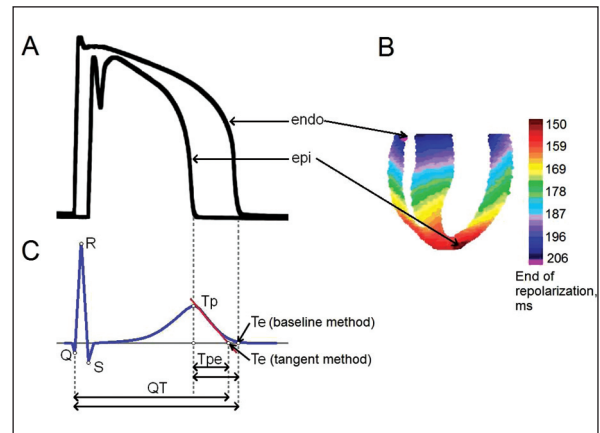 A
B
endo
epi
150
159
169
178
187
196
206
End of
repolarization,
ms
C
R
Tp
Te (baseline method)
Te (tangent method)
Q
S
Tpe
QT